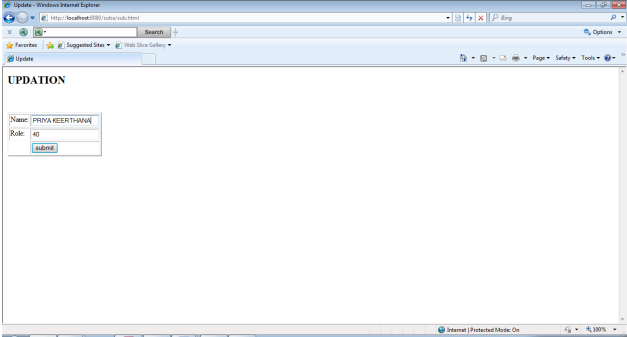 Update - Windows Internet Explorer
http://localhost:8080/suba/sub.html
Bing
Search
Options
Favorites Suggested Sites Web Slice Gallery
Update
Page Safety Tools
UPDATION
Name: PRIYA KEERTHANA
Role: 40
submit
Internet | Protected Mode: On
100%